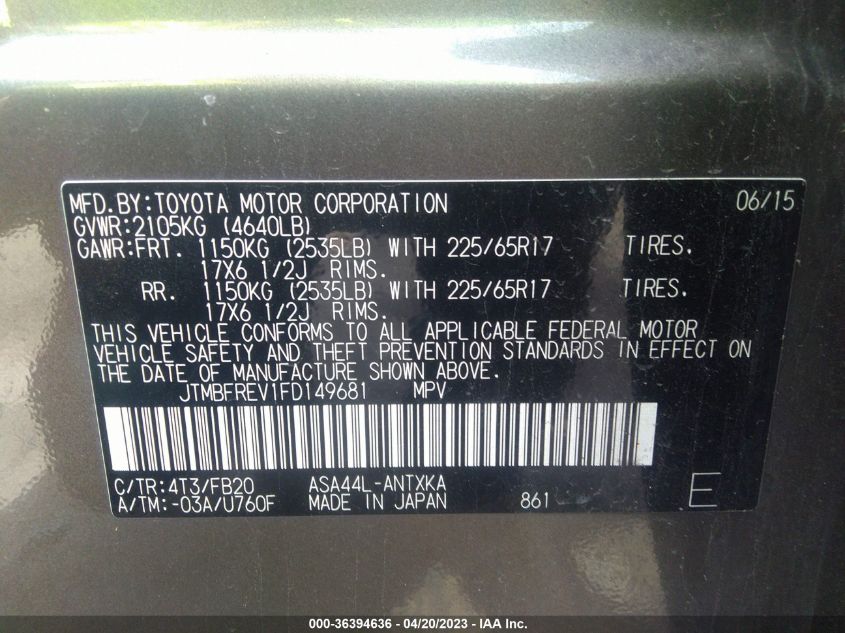 MFD.BY:TOYOTA MOTOR CORPORATION 06/15
GVWR:2105KG (4640LB)
GAWR:FRT. 1150KG (2535LB) WITH 225/65R17 TIRES.
17X6 1/2J RIMS.
RR. 1150KG (2535LB) WITH 225/65R17 TIRES.
17X6 1/2J RIMS.
THIS VEHICLE CONFORMS TO ALL APPLICABLE FEDERAL MOTOR
VEHICLE SAFETY AND THEFT PREVENTION STANDARDS IN EFFECT ON
THE DATE OF MANUFACTURE SHOWN ABOVE.
JTMBFREV1FD149681 MPV
C/TR:4T3/FB20 ASA44L-ANTXKA
A/TM:-03A/U760F MADE IN JAPAN 861 E
000-36394636 - 04/20/2023 - IAA Inc.